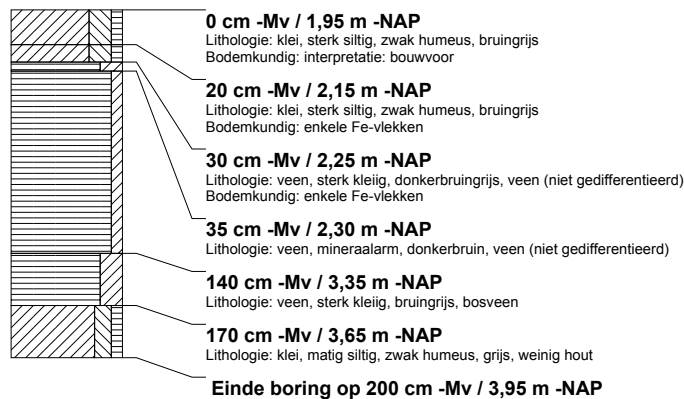 0 cm -Mv / 1,95 m -NAP
Lithologie: klei, sterk siltig, zwak humeus, bruingrijs
Bodemkundig: interpretatie: bouwvoor
20 cm -Mv / 2,15 m -NAP
Lithologie: klei, sterk siltig, zwak humeus, bruingrijs
Bodemkundig: enkele Fe-vlekken
30 cm -Mv / 2,25 m -NAP
Lithologie: veen, sterk kleiig, donkerbruingrijs, veen (niet gedifferentieerd)
Bodemkundig: enkele Fe-vlekken
35 cm -Mv / 2,30 m -NAP
Lithologie: veen, mineraalarm, donkerbruin, veen (niet gedifferentieerd)
140 cm -Mv / 3,35 m -NAP
Lithologie: veen, sterk kleiig, bruingrijs, bosveen
170 cm -Mv / 3,65 m -NAP
Lithologie: klei, matig siltig, zwak humeus, grijs, weinig hout
Einde boring op 200 cm -Mv / 3,95 m -NAP